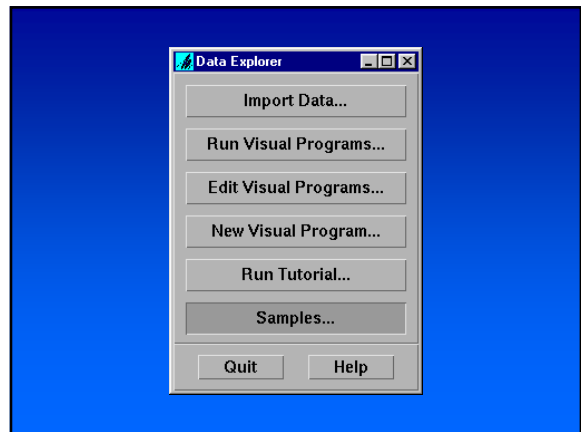 Data Explorer
Import Data...
Run Visual Programs...
Edit Visual Programs...
New Visual Program...
Run Tutorial...
Samples...
Quit Help